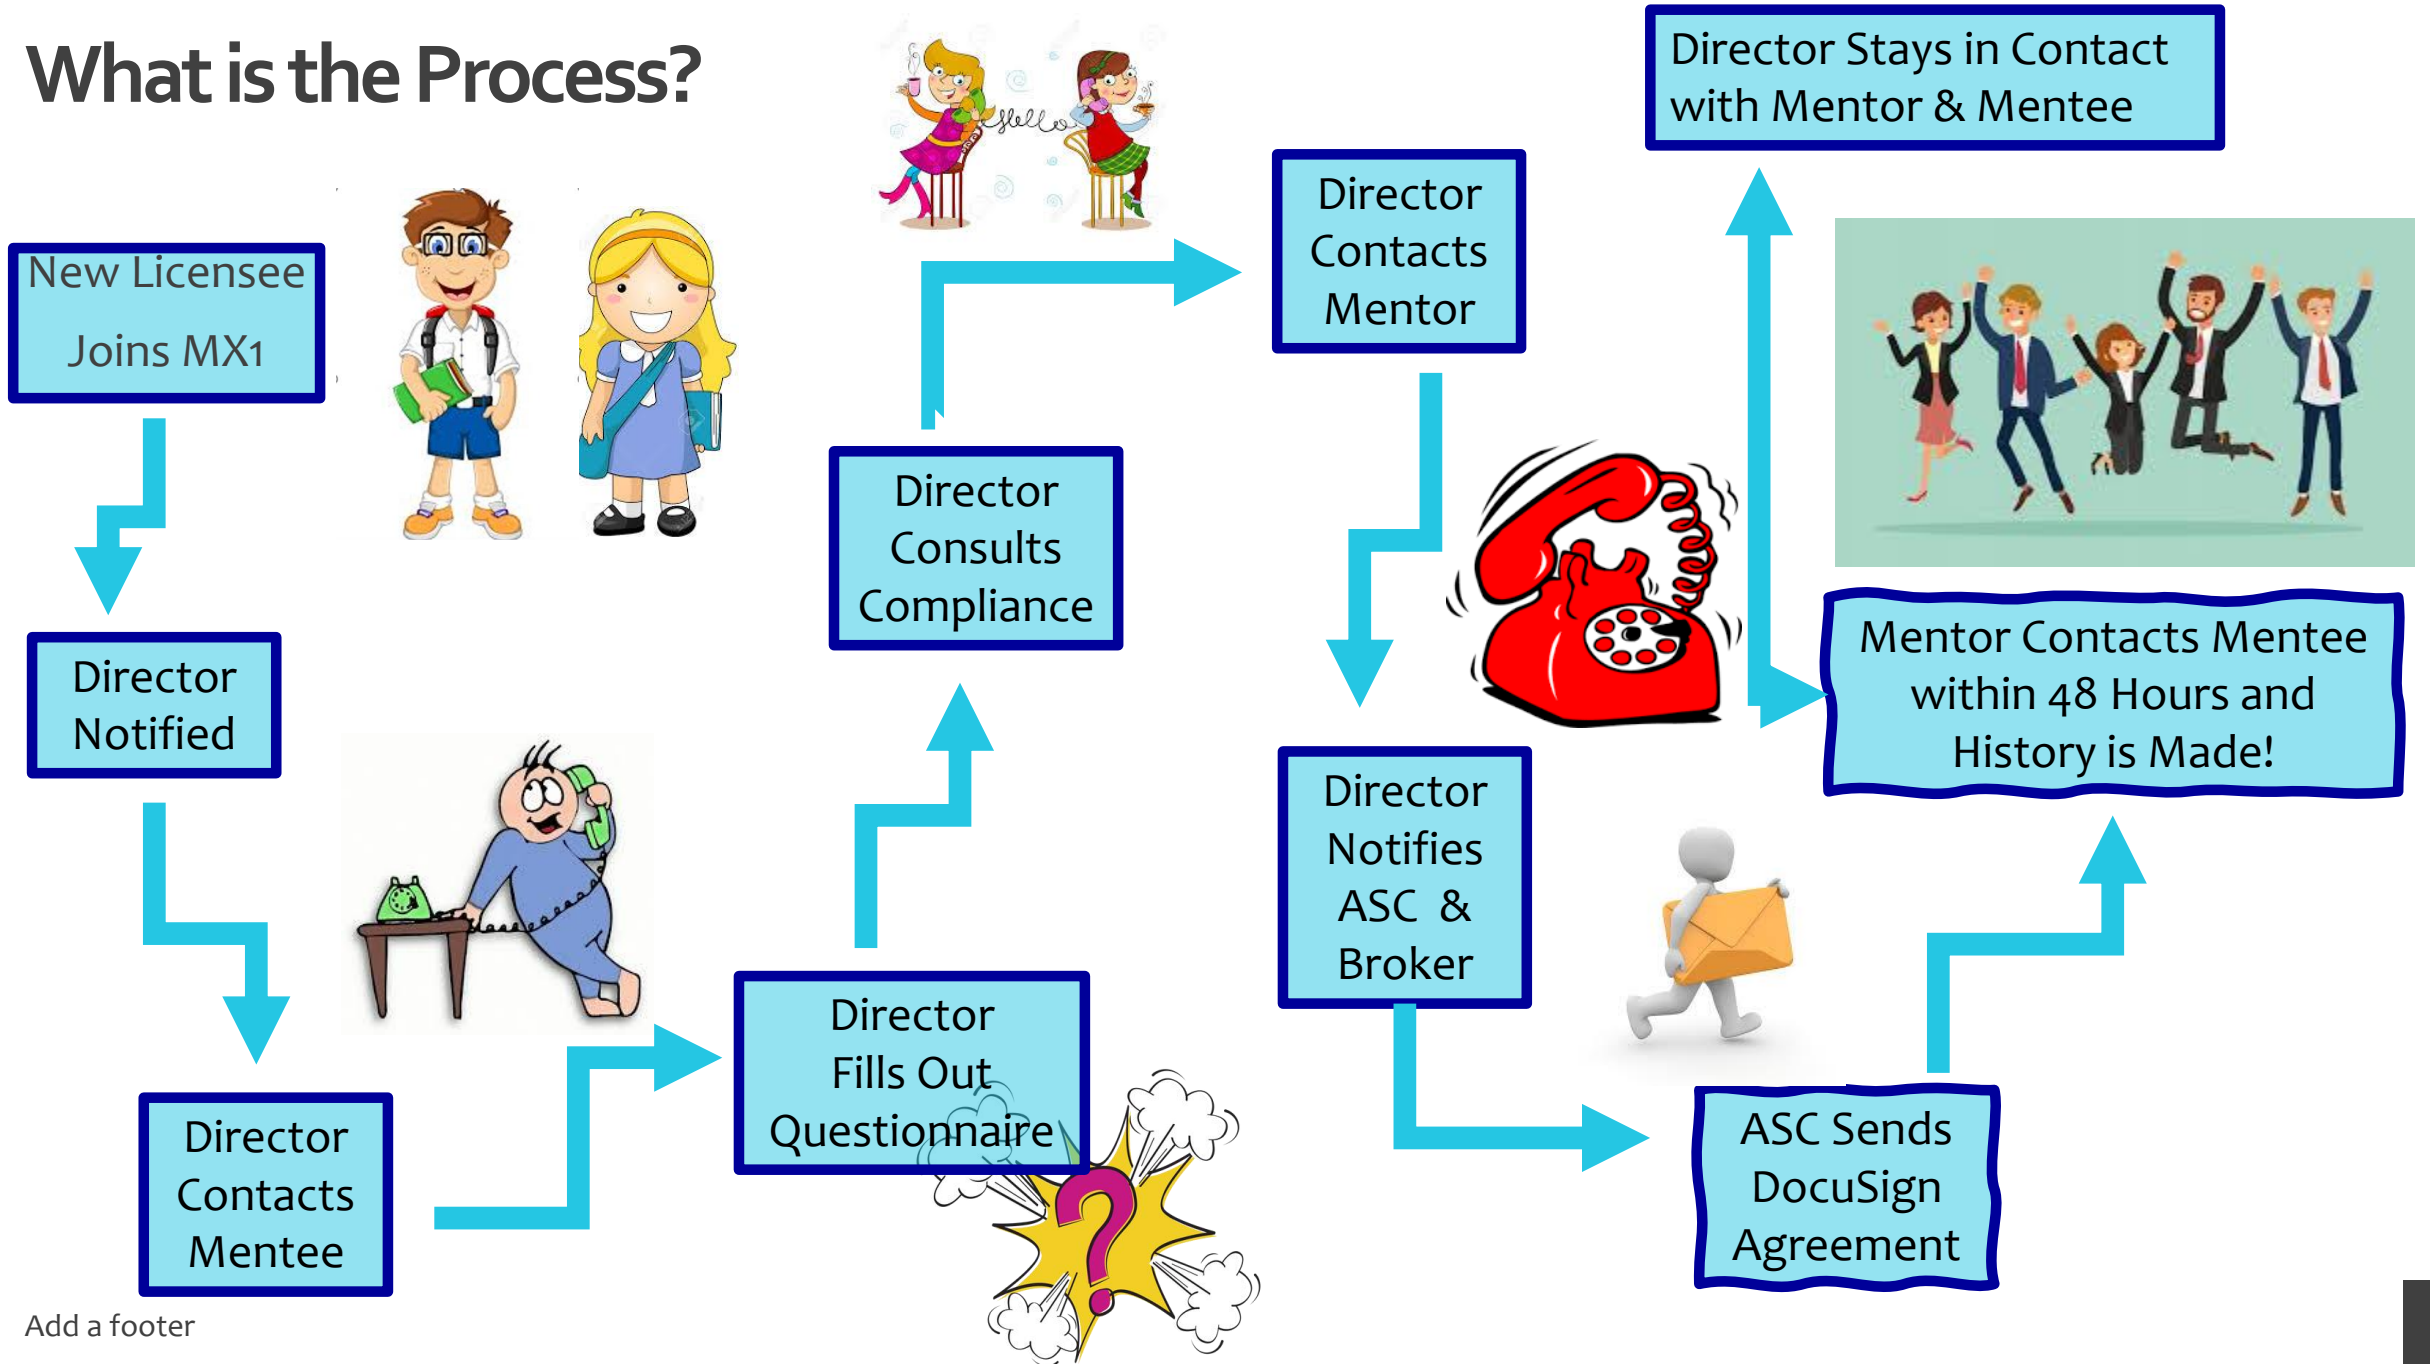 What is the Process?
New Licensee
Joins MX1
Director
Notified
Director
Contacts
Mentee
Director
Fills Out
Questionnaire
Director
Consults
Compliance
Hello
Director
Contacts
Mentor
Director
Notifies
ASC &
Broker
ASC Sends
DocuSign
Agreement
Mentor Contacts Mentee
within 48 Hours and
History is Made!
Director Stays in Contact
with Mentor & Mentee
Add a footer